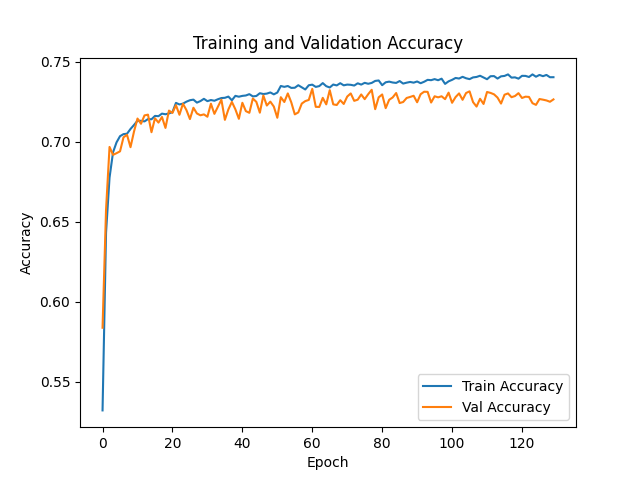 Training and Validation Accuracy
0.75
0.70
0.65
0.60
0.55
Accuracy
0 20 40 60 80 100 120
Epoch
Train Accuracy
Val Accuracy